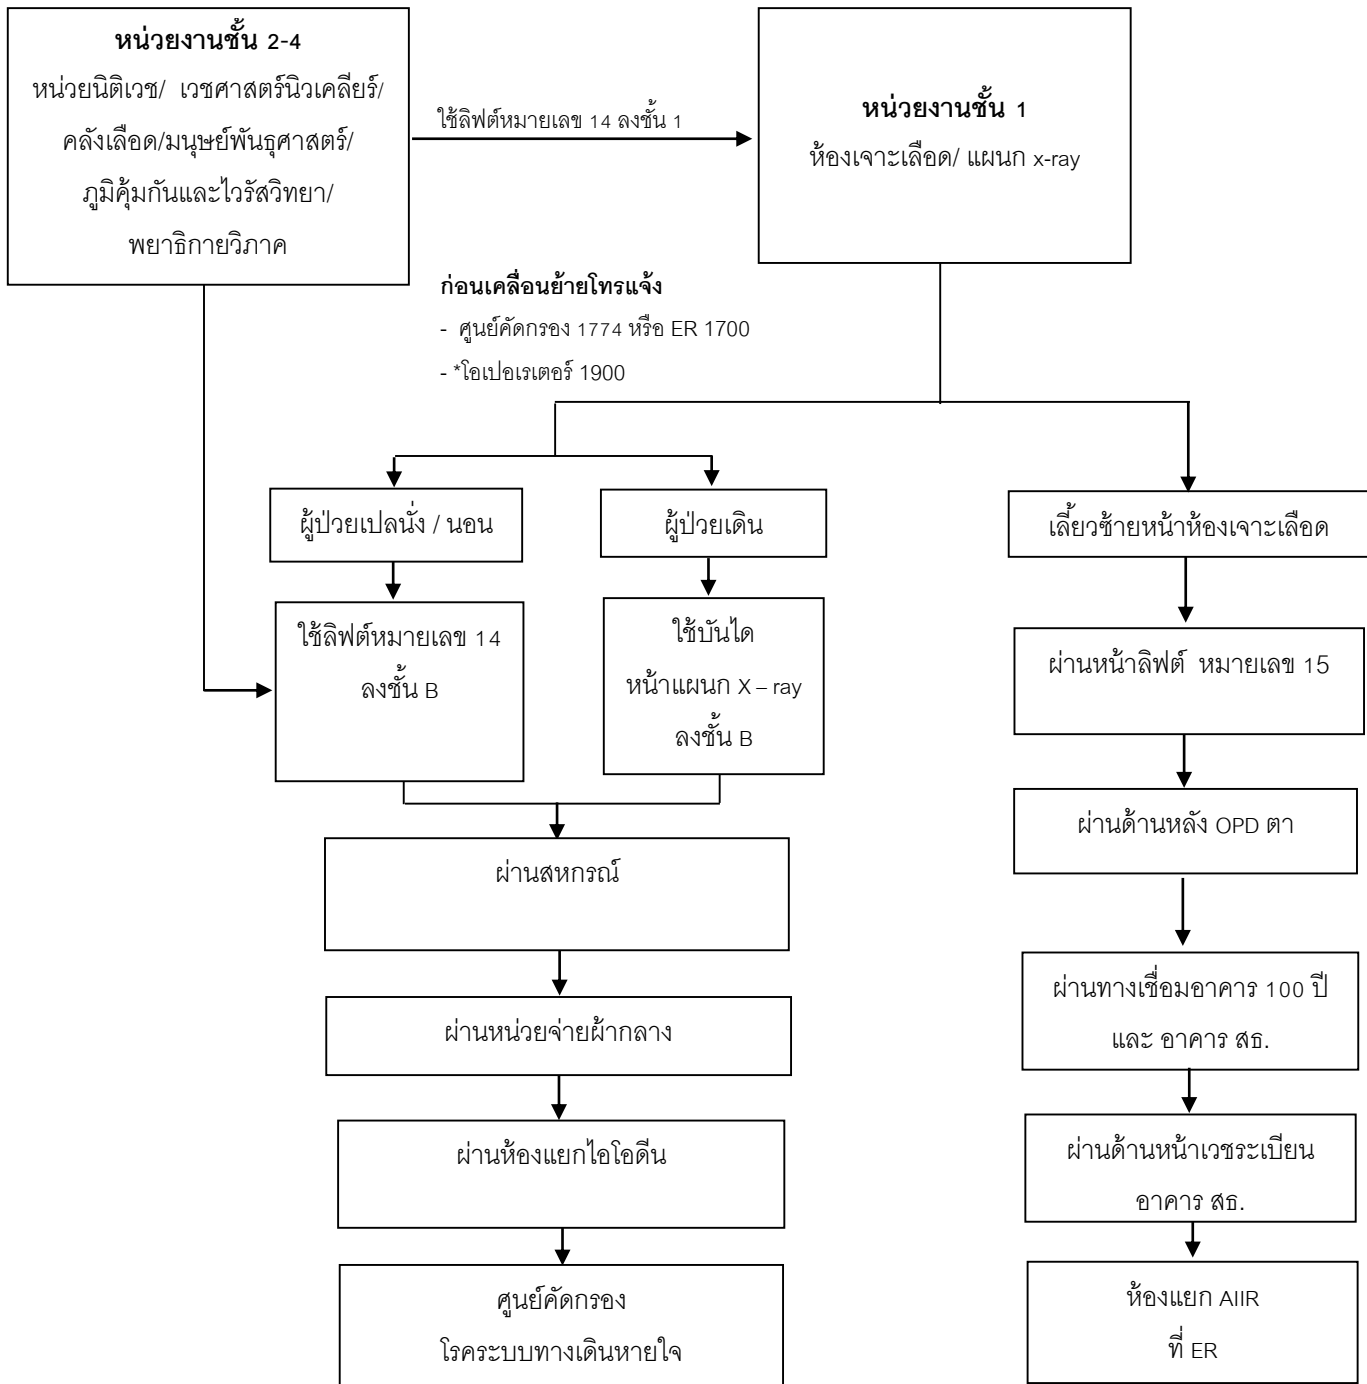 หน่วยงานชั้น 2-4
หน่วยนิติเวช/ เวชศาสตร์นิวเคลียร์/
คลังเลือด/มนุษย์พันธุศาสตร์/
ภูมิคุ้มกันและไวรัสวิทยา/
พยาธิกายวิภาค
ใช้ลิฟต์หมายเลข 14 ลงชั้น 1
หน่วยงานชั้น 1
ห้องเจาะเลือด/ แผนก x-ray
ก่อนเคลื่อนย้ายโทรแจ้ง
- ศูนย์คัดกรอง 1774 หรือ ER 1700
- *โอเปอเรเตอร์ 1900
ผู้ป่วยเปลนั่ง / นอน
ผู้ป่วยเดิน
เลี้ยวซ้ายหน้าห้องเจาะเลือด
ใช้ลิฟต์หมายเลข 14
ลงชั้น B
ใช้บันได
หน้าแผนก X – ray
ลงชั้น B
ผ่านหน้าลิฟต์ หมายเลข 15
ผ่านด้านหลัง OPD ตา
ผ่านสหกรณ์
ผ่านทางเชื่อมอาคาร 100 ปี
และ อาคาร สธ.
ผ่านหน่วยจ่ายผ้ากลาง
ผ่านห้องแยกไอโอดีน
ผ่านด้านหน้าเวชระเบียน
อาคาร สธ.
ศูนย์คัดกรอง
โรคระบบทางเดินหายใจ
ห้องแยก AIIR
ที่ ER